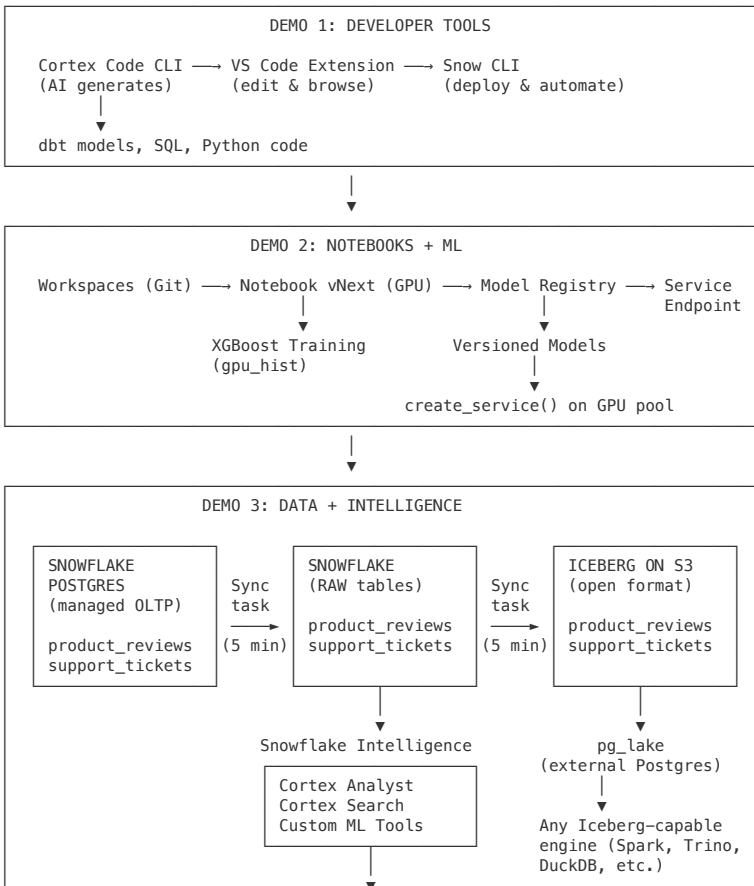 DEMO 1: DEVELOPER TOOLS
Cortex Code CLI ──→ VS Code Extension ──→ Snow CLI
(AI generates) (edit & browse) (deploy & automate)
dbt models, SQL, Python code
DEMO 2: NOTEBOOKS + ML
Workspaces (Git) ──→ Notebook vNext (GPU) ──→ Model Registry ──→ Service
Endpoint
XGBoost Training Versioned Models
(gpu_hist)
create_service() on GPU pool
DEMO 3: DATA + INTELLIGENCE
SNOWFLAKE
POSTGRES
(managed OLTP)
product_reviews
support_tickets
Sync
task
(5 min)
SNOWFLAKE
(RAW tables)
product_reviews
support_tickets
Sync
task
(5 min)
ICEBERG ON S3
(open format)
product_reviews
support_tickets
Snowflake Intelligence
Cortex Analyst
Cortex Search
Custom ML Tools
pg_lake
(external Postgres)
Any Iceberg-capable
engine (Spark, Trino,
DuckDB, etc.)